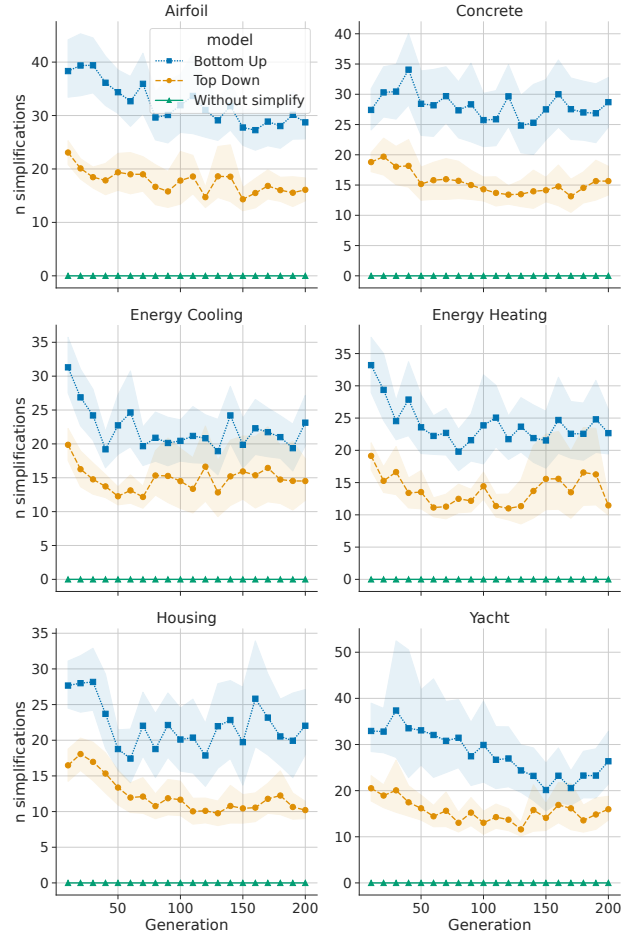 Airfoil
Concrete
model
Bottom Up
Top Down
Without simplify
n simplifications
40
30
20
10
0
40
35
30
25
20
15
10
5
0
Energy Cooling
Energy Heating
n simplifications
35
30
25
20
15
10
5
0
35
30
25
20
15
10
5
0
Housing
Yacht
n simplifications
35
30
25
20
15
10
5
0
50
40
30
20
10
0
50 100 150 200
Generation
50 100 150 200
Generation